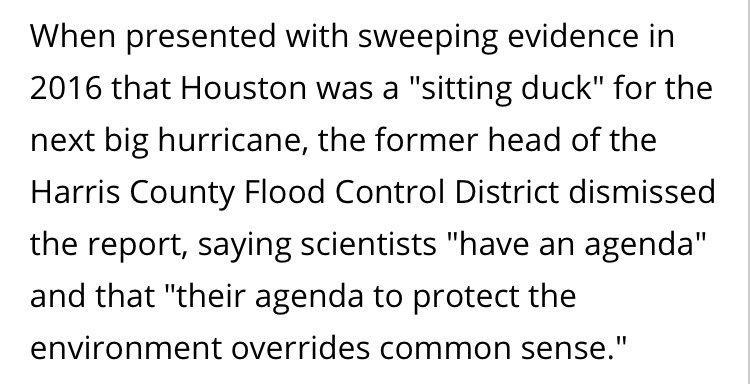 When presented with sweeping evidence in
2016 that Houston was a "sitting duck" for the
next big hurricane, the former head of the
Harris County Flood Control District dismissed
the report, saying scientists "have an agenda"
and that "their agenda to protect the
environment overrides common sense."